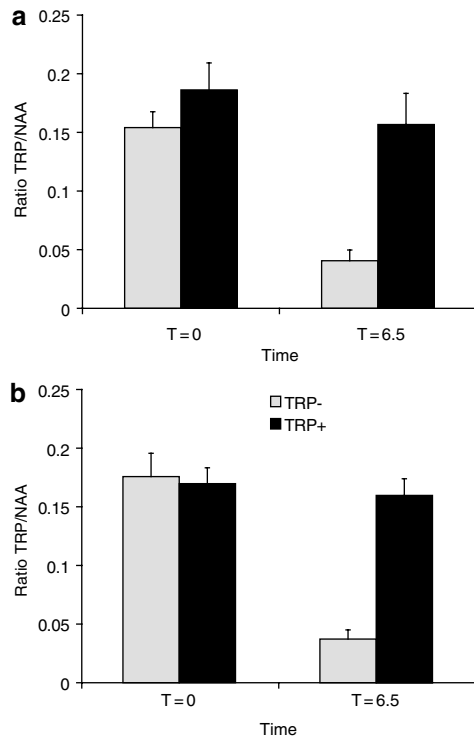 a
0.25
0.2
0.15
0.1
0.05
0
Ratio TRP/NAA
T=0
T=6.5
Time
b
0.25
0.2
0.15
0.1
0.05
0
Ratio TRP/NAA
TRP-
TRP+
T=0
T=6.5
Time